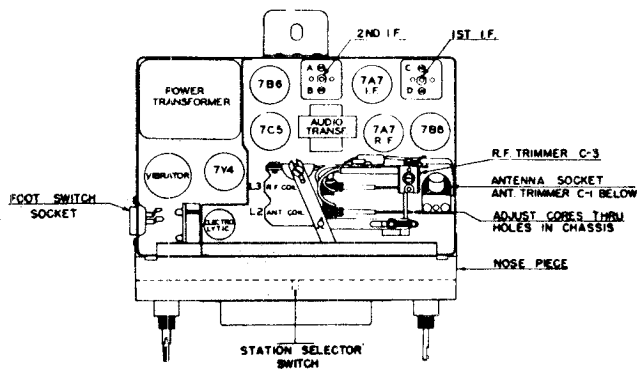 2ND I.F.
1ST I.F.
POWER
TRANSFORMER
7B6
A
B
7A7
I.F.
C
D
7C5
AUDIO
TRANSF.
7A7
R F
7B8
R.F. TRIMMER C-3
VIBRATOR
7Y4
ANTENNA SOCKET
ANT. TRIMMER C-1 BELOW
FOOT SWITCH
SOCKET
L3
R.F. COIL
L2
ANT. COIL
ELECTRO
LYTIC
ADJUST CORES THRU
HOLES IN CHASSIS
NOSE PIECE
STATION SELECTOR
SWITCH